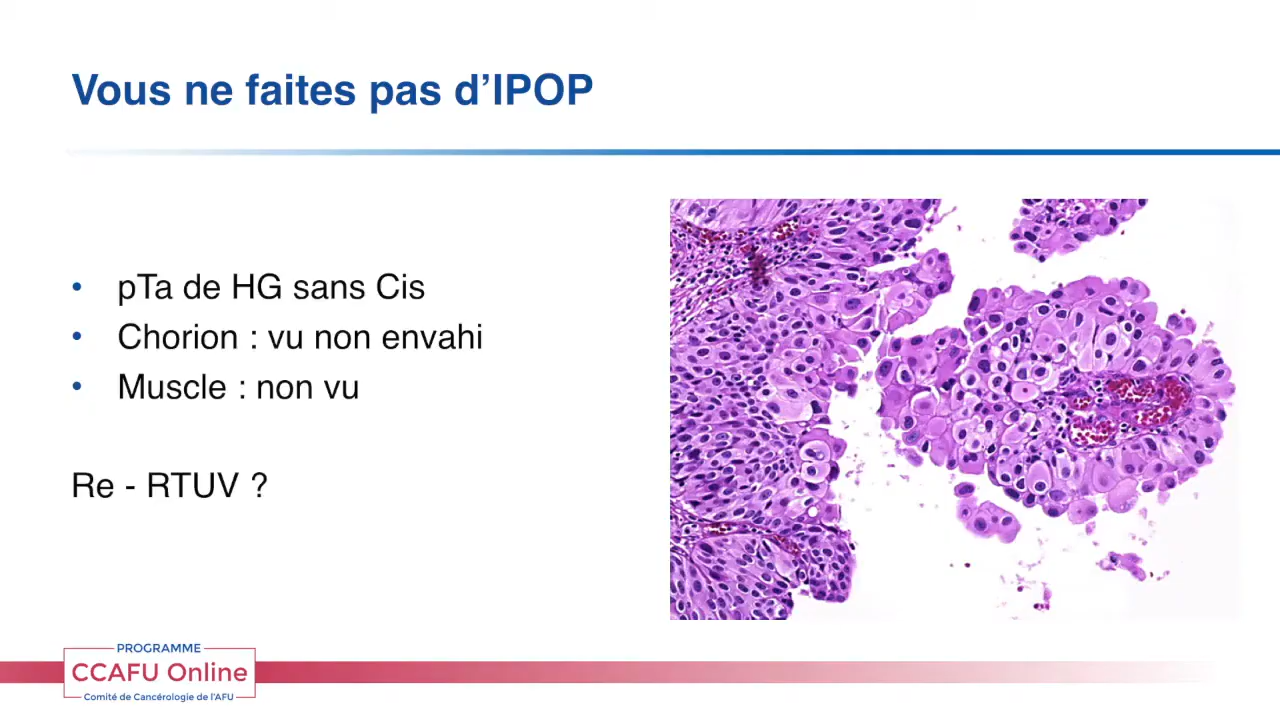 Vous ne faites pas d’IPOP
• pTa de HG sans Cis
• Chorion : vu non envahi
• Muscle : non vu
Re - RTUV ?
PROGRAMME
CCAFU Online
Comité de Cancérologie de l'AFU